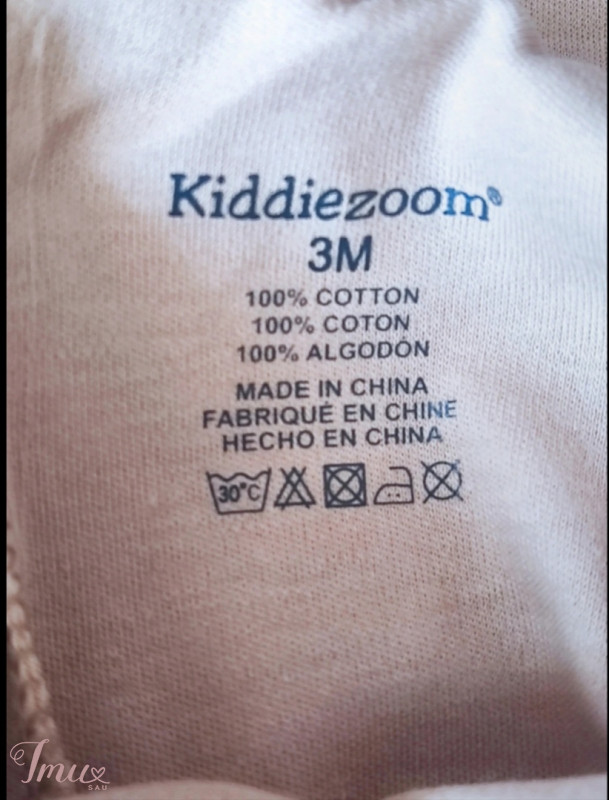 Kiddiezoom®
3M
100% COTTON
100% COTON
100% ALGODÓN
MADE IN CHINA
FABRIQUÉ EN CHINE
HECHO EN CHINA
30°C
Imu
SAU